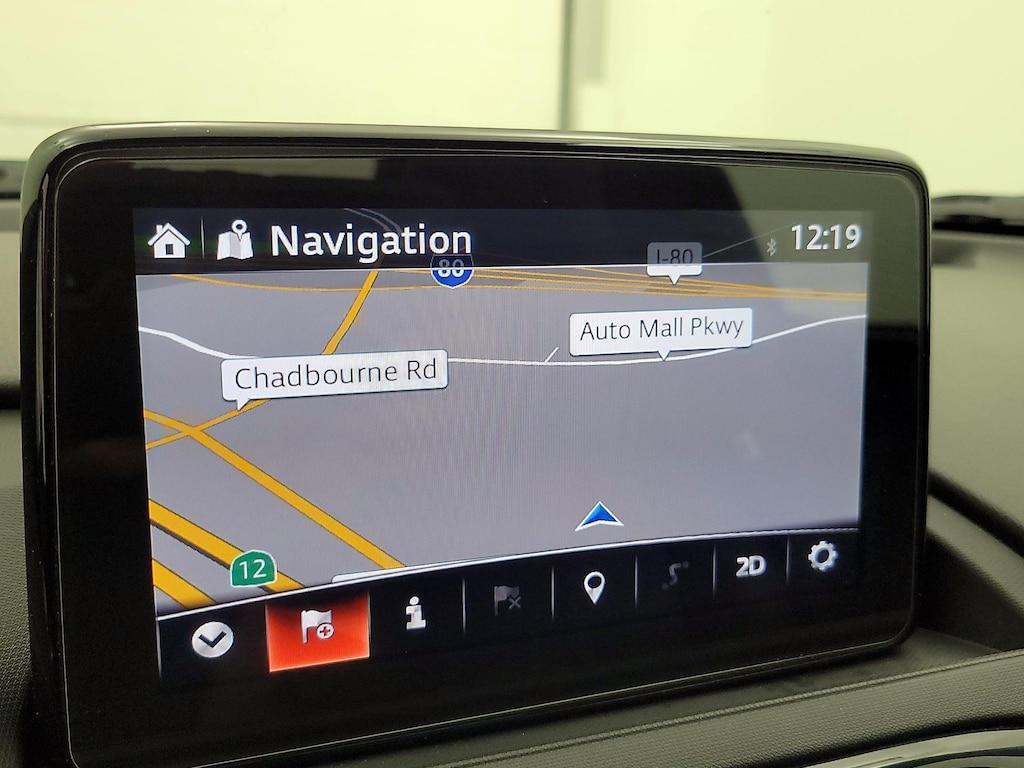 Navigation
12:19
I-80
80
Auto Mall Pkwy
Chadbourne Rd
12
2D